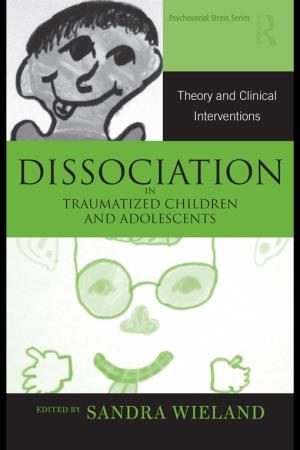 Psychosocial Stress Series
Theory and Clinical
Interventions
DISSOCIATION
IN
TRAUMATIZED CHILDREN
AND ADOLESCENTS
EDITED BY SANDRA WIELAND